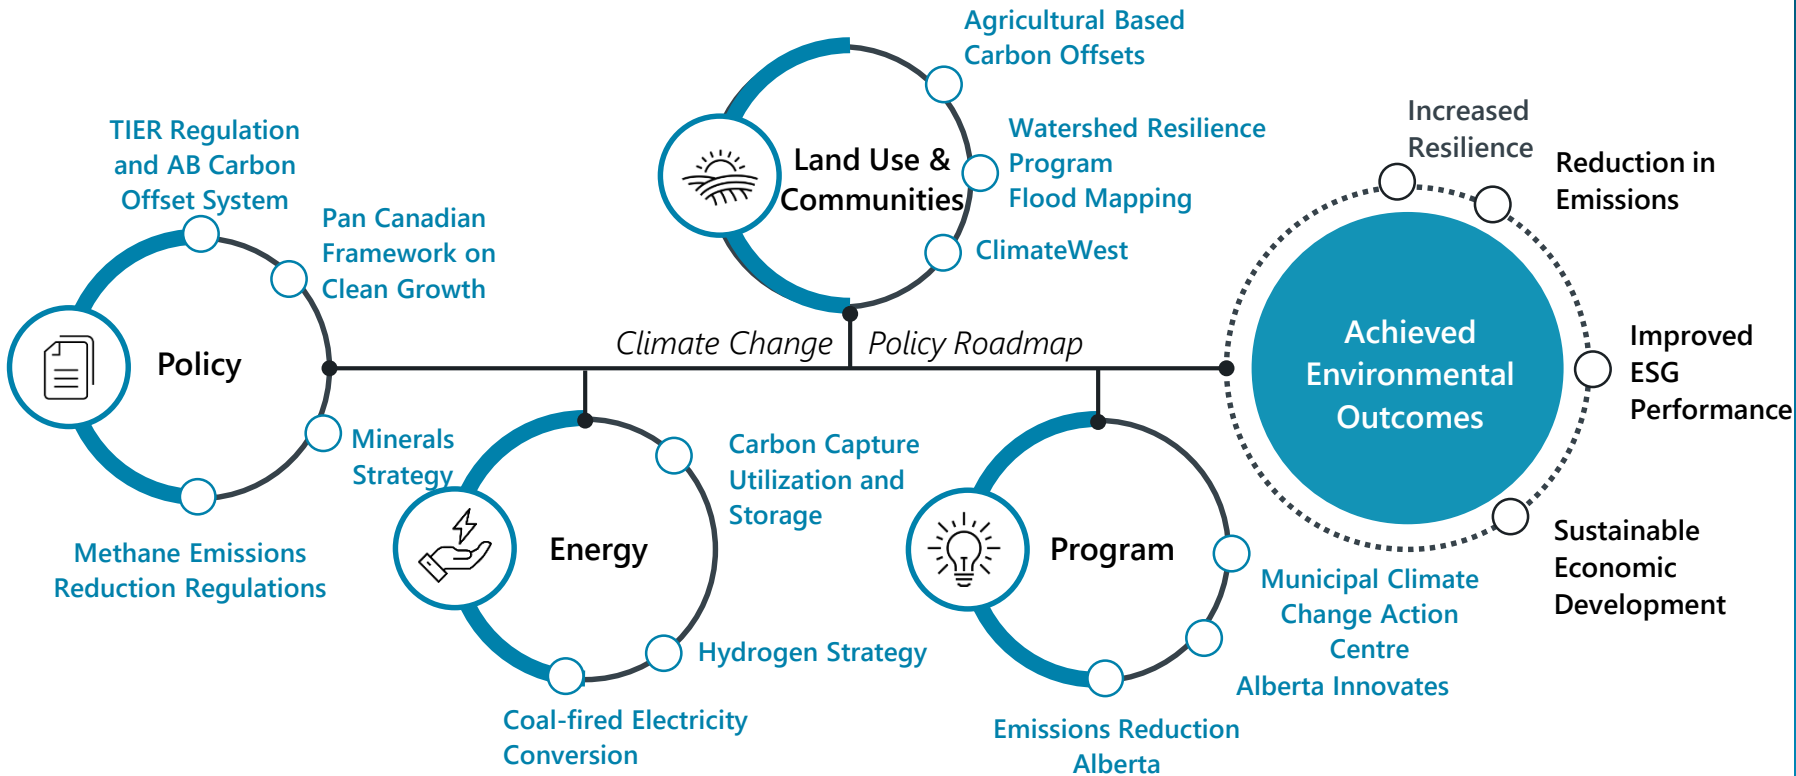 Agricultural Based
Carbon Offsets
Watershed Resilience
Program
Flood Mapping
ClimateWest
Land Use &
Communities
TIER Regulation
and AB Carbon
Offset System
Pan Canadian
Framework on
Clean Growth
Policy
Minerals
Strategy
Methane Emissions
Reduction Regulations
Climate Change
Policy Roadmap
Energy
Carbon Capture
Utilization and
Storage
Hydrogen Strategy
Coal-fired Electricity
Conversion
Program
Municipal Climate
Change Action
Centre
Alberta Innovates
Emissions Reduction
Alberta
Increased
Resilience
Reduction in
Emissions
Achieved
Environmental
Outcomes
Improved
ESG
Performance
Sustainable
Economic
Development